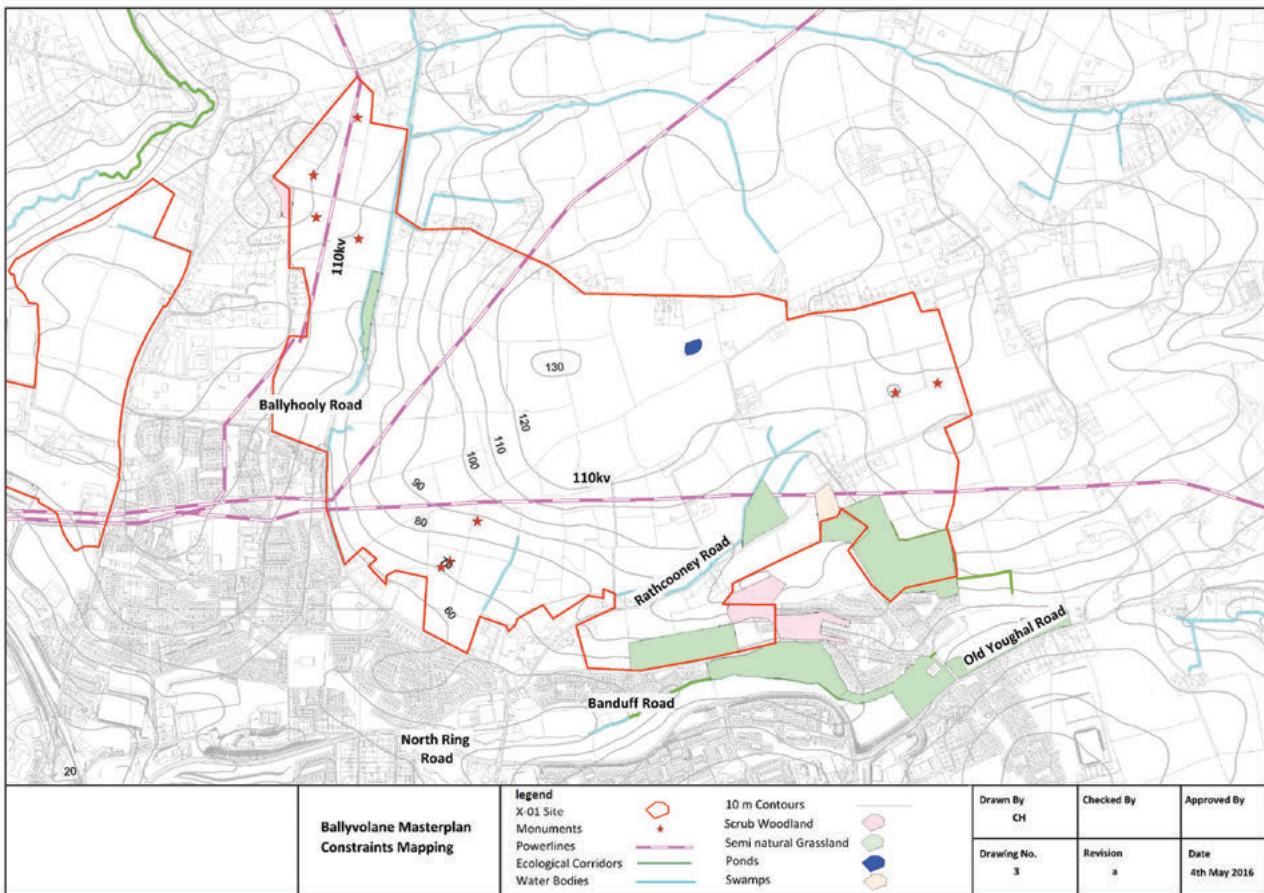 110kv
130
Ballyhooly Road
120
110
100
110kv
90
80
70
60
Rathcooney Road
Old Youghal Road
Banduff Road
North Ring
Road
20
Ballyvolane Masterplan
Constraints Mapping
legend
X-01 Site
Monuments
Powerlines
Ecological Corridors
Water Bodies
10 m Contours
Scrub Woodland
Semi natural Grassland
Ponds
Swamps
Drawn By
CH
Checked By
Approved By
Drawing No.
3
Revision
a
Date
4th May 2016